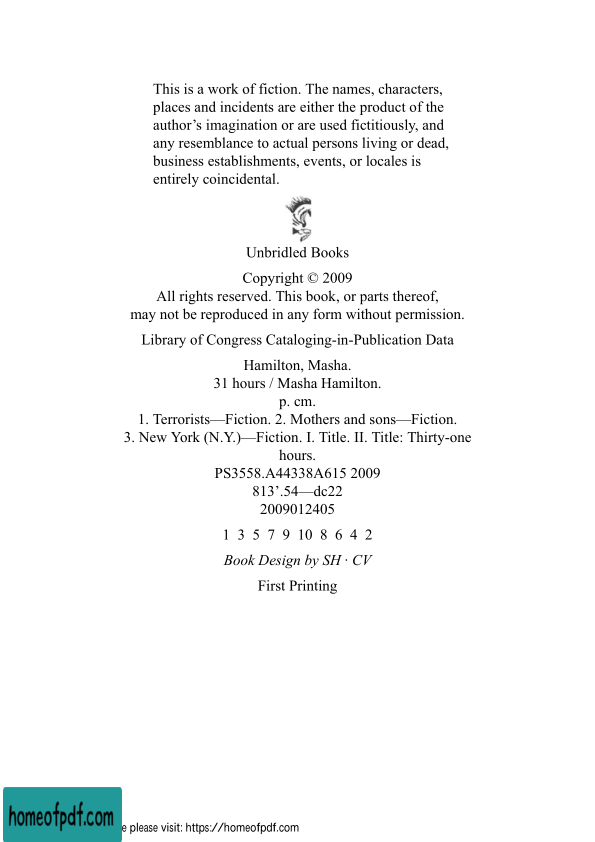 This is a work of fiction. The names, characters,
places and incidents are either the product of the
author’s imagination or are used fictitiously, and
any resemblance to actual persons living or dead,
business establishments, events, or locales is
entirely coincidental.
Unbridled Books
Copyright © 2009
All rights reserved. This book, or parts thereof,
may not be reproduced in any form without permission.
Library of Congress Cataloging-in-Publication Data
Hamilton, Masha.
31 hours / Masha Hamilton.
p. cm.
1. Terrorists—Fiction. 2. Mothers and sons—Fiction.
3. New York (N.Y.)—Fiction. I. Title. II. Title: Thirty-one
hours.
PS3558.A44338A615 2009
813’.54—dc22
2009012405
1 3 5 7 9 10 8 6 4 2
Book Design by SH · CV
First Printing
homeofpdf.com
e please visit: https://homeofpdf.com